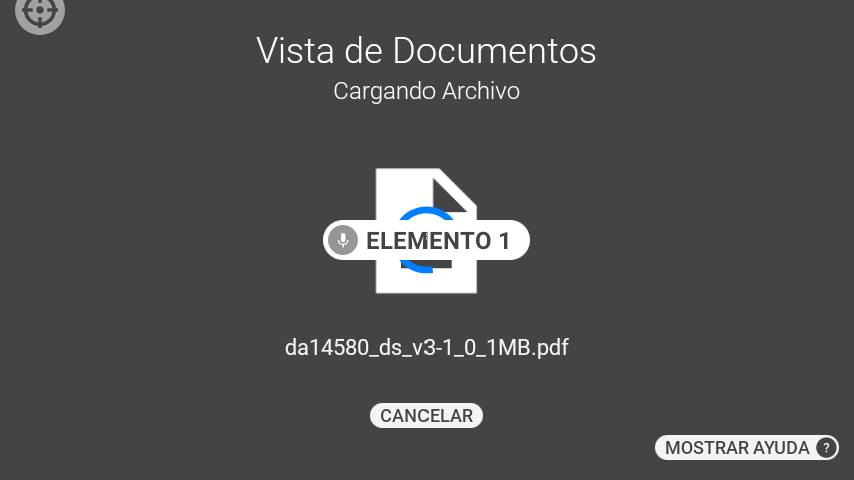 Vista de Documentos
Cargando Archivo
ELEMENTO 1
da14580_ds_v3-1_0_1MB.pdf
CANCELAR
MOSTRAR AYUDA ?